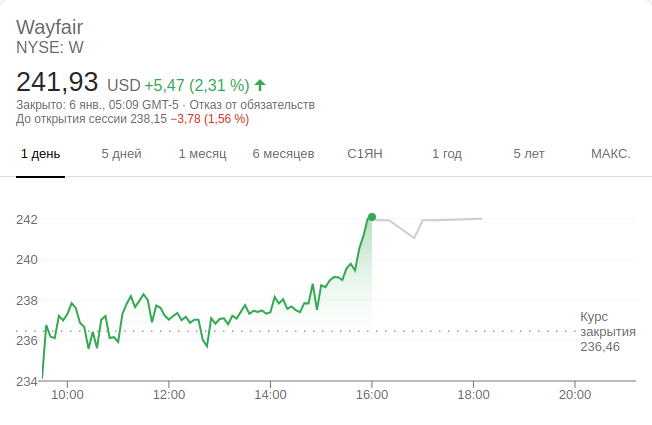 Wayfair
NYSE: W
241,93 USD +5,47 (2,31 %)
Закрыто: 6 янв., 05:09 GMT-5 · Отказ от обязательств
До открытия сессии 238,15 −3,78 (1,56 %)
1 день 5 дней 1 месяц 6 месяцев С1ЯН 1 год 5 лет МАКС.
242
240
238
Курс
закрытия
236,46
236
234
10:00 12:00 14:00 16:00 18:00 20:00